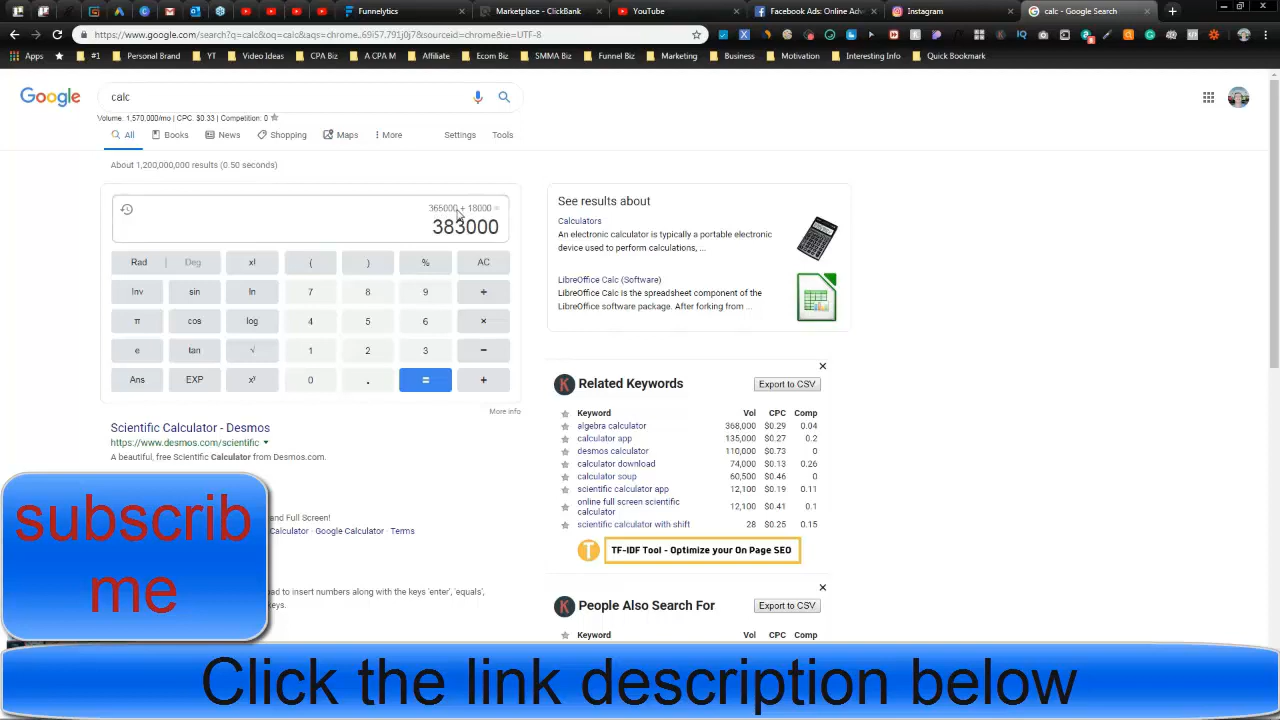 Funnelytics
Marketplace - ClickBank
YouTube
Facebook Ads: Online Adv
Instagram
calc - Google Search
https://www.google.com/search?q=calc&oq=calc&aqs=chrome..69i57.791j0j7&sourceid=chrome&ie=UTF-8
Apps
#1
Personal Brand
YT
Video Ideas
CPA Biz
A CPA M
Affiliate
Ecom Biz
SMMA Biz
Funnel Biz
Marketing
Business
Motivation
Interesting Info
Quick Bookmark
Google
calc
Volume: 1,570,000/mo | CPC: $0.33 | Competition: 0
All
Books
News
Shopping
Maps
More
Settings
Tools
About 1,200,000,000 results (0.50 seconds)
365000 + 18000 =
383000
Rad
Deg
x!
(
)
%
AC
Inv
sin
ln
7
8
9
÷
π
cos
log
4
5
6
×
e
tan
√
1
2
3
−
Ans
EXP
xʸ
0
.
=
+
More info
See results about
Calculators
An electronic calculator is typically a portable electronic
device used to perform calculations, ...
LibreOffice Calc (Software)
LibreOffice Calc is the spreadsheet component of the
LibreOffice software package. After forking from ...
Related Keywords
Export to CSV
Keyword Vol CPC Comp
algebra calculator 368,000 $0.29 0.04
calculator app 135,000 $0.27 0.2
desmos calculator 110,000 $0.73 0
calculator download 74,000 $0.13 0.26
calculator soup 60,500 $0.46 0
scientific calculator app 12,100 $0.19 0.11
online full screen scientific
calculator 12,100 $0.41 0.1
scientific calculator with shift 28 $0.25 0.15
T
TF-IDF Tool - Optimize your On Page SEO
People Also Search For
Export to CSV
Keyword Vol CPC Comp
Scientific Calculator - Desmos
https://www.desmos.com/scientific
A beautiful, free Scientific Calculator from Desmos.com.
and Full Screen!
Calculator · Google Calculator · Terms
ad to insert numbers along with the keys 'enter', 'equals',
keys.
subscrib
me
Click the link description below